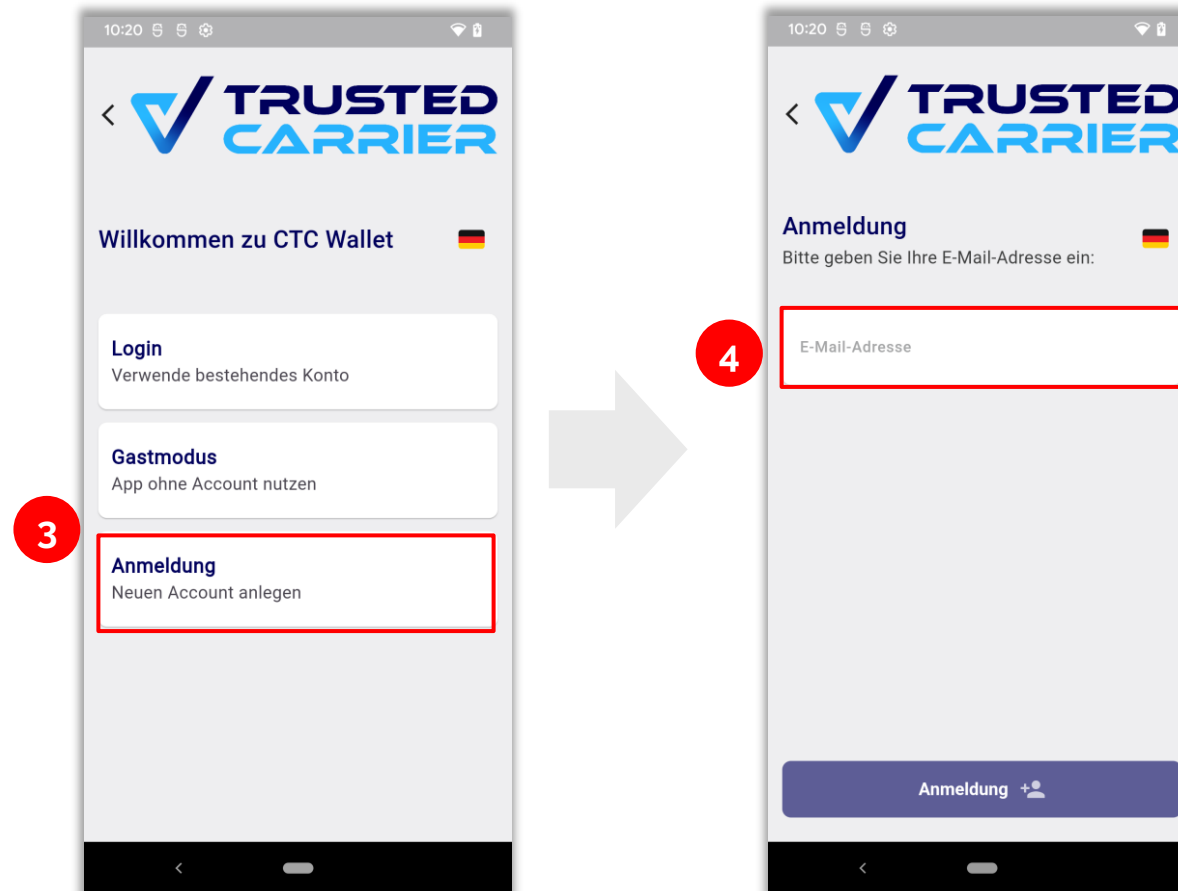 10:20
TRUSTED
CARRIER
Willkommen zu CTC Wallet
Login
Verwende bestehendes Konto
Gastmodus
App ohne Account nutzen
3
Anmeldung
Neuen Account anlegen
10:20
TRUSTED
CARRIER
Anmeldung
Bitte geben Sie Ihre E-Mail-Adresse ein:
4
E-Mail-Adresse
Anmeldung